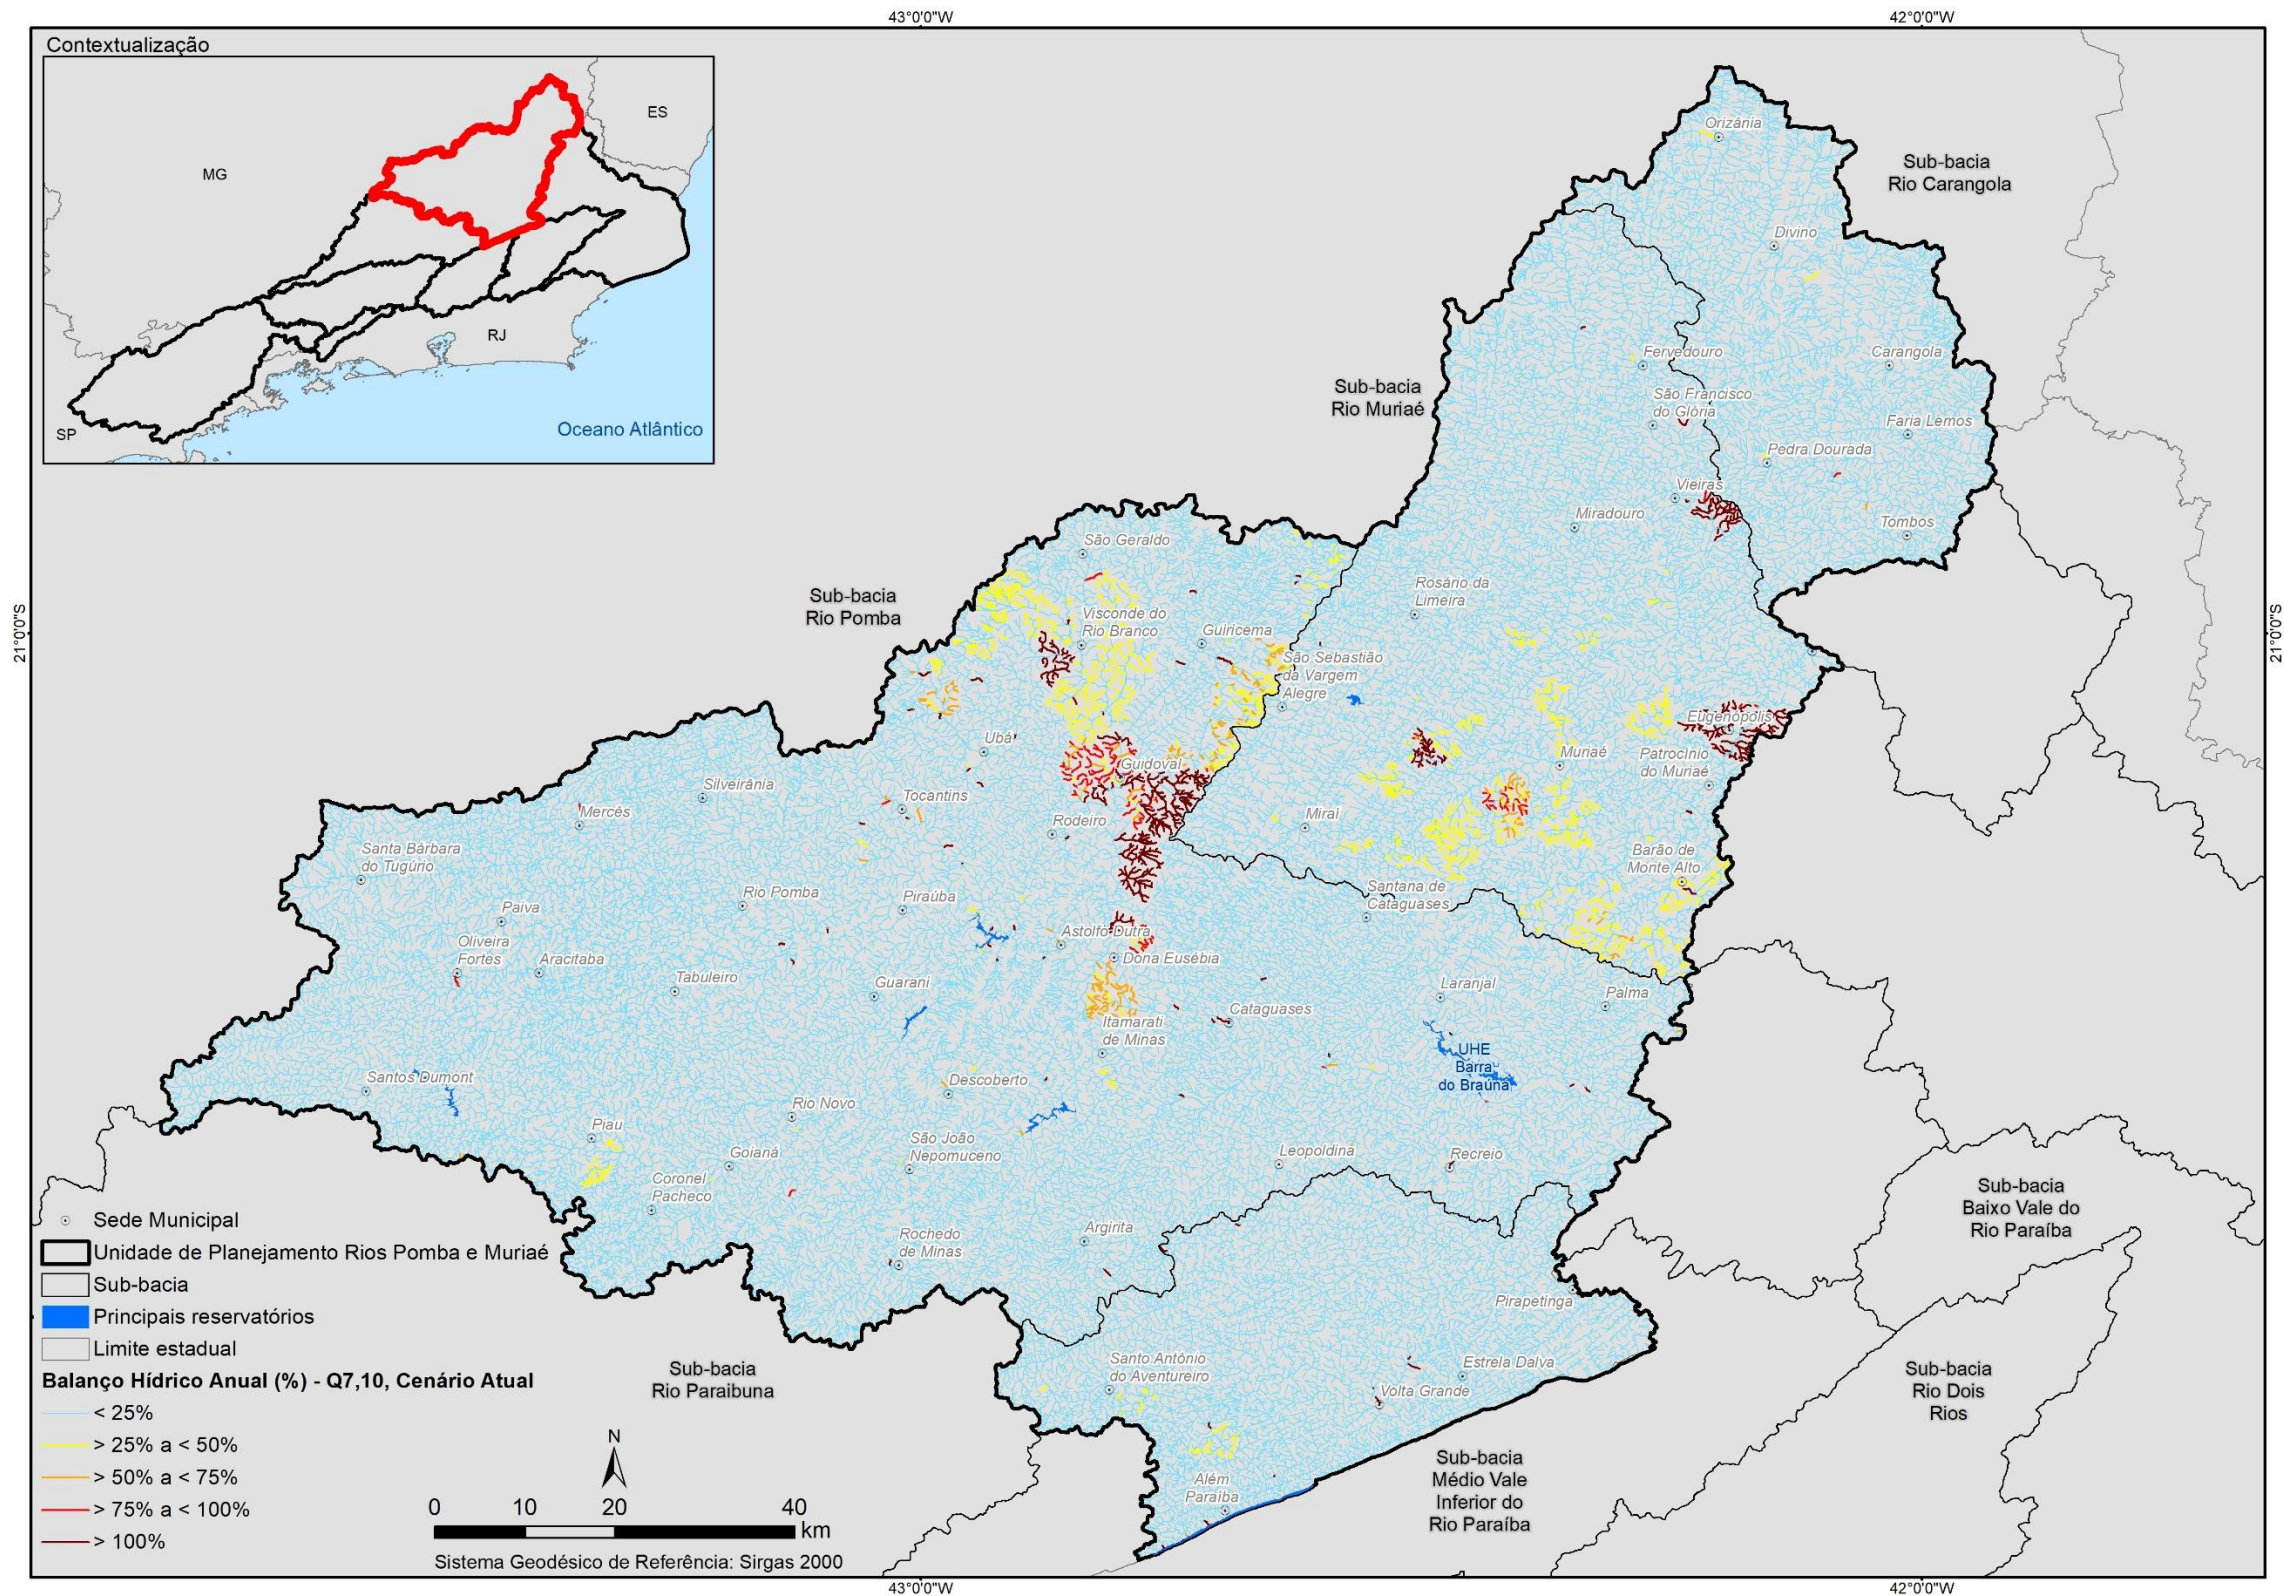 43°0'0"W
42°0'0"W
Contextualização
ES
MG
RJ
SP
Oceano Atlântico
21°0'0"S
21°0'0"S
Orizânia
Sub-bacia
Rio Carangola
Divino
Fervedouro
Carangola
Sub-bacia
Rio Muriaé
São Francisco
do Glória
Faria Lemos
Pedra Dourada
Vieiras
Miradouro
Tombos
São Geraldo
Rosário da
Limeira
Sub-bacia
Rio Pomba
Visconde do
Rio Branco
Guiricema
São Sebastião
da Vargem
Alegre
Eugenópolis
Ubá
Guidoval
Muriaé
Patrocínio
do Muriaé
Silveirânia
Tocantins
Mercês
Rodeiro
Miraí
Santa Bárbara
do Tugúrio
Barão de
Monte Alto
Rio Pomba
Piraúba
Santana de
Cataguases
Paiva
Astolfo Dutra
Oliveira
Fortes
Aracitaba
Dona Eusébia
Tabuleiro
Guarani
Laranjal
Palma
Cataguases
Itamarati
de Minas
UHE
Barra
do Braúna
Santos Dumont
Descoberto
Rio Novo
Piau
São João
Nepomuceno
Goianá
Leopoldina
Recreio
Coronel
Pacheco
Sub-bacia
Baixo Vale do
Rio Paraíba
Rochedo
de Minas
Argirita
Pirapetinga
Sub-bacia
Rio Paraibuna
Santo Antônio
do Aventureiro
Estrela Dalva
Volta Grande
Sub-bacia
Rio Dois
Rios
Sub-bacia
Médio Vale
Inferior do
Rio Paraíba
Além
Paraíba
Sede Municipal
Unidade de Planejamento Rios Pomba e Muriaé
Sub-bacia
Principais reservatórios
Limite estadual
Balanço Hídrico Anual (%) - Q7,10, Cenário Atual
< 25%
> 25% a < 50%
> 50% a < 75%
> 75% a < 100%
> 100%
N
0 10 20 40
km
Sistema Geodésico de Referência: Sirgas 2000
43°0'0"W
42°0'0"W